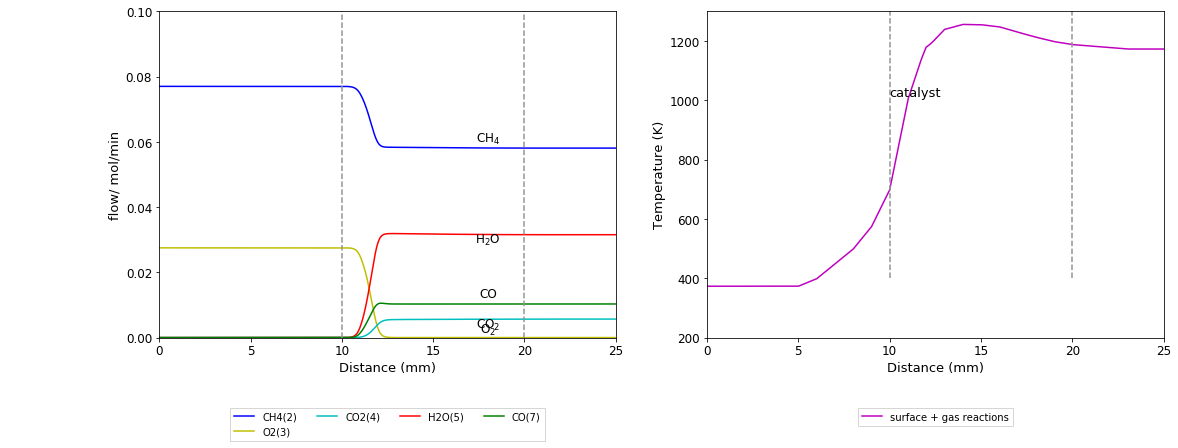 0.10
0.08
0.06
0.04
0.02
0.00
flow/ mol/min
CH4
H2O
CO
CO2
O2
0 5 10 15 20 25
Distance (mm)
CH4(2) CO2(4) H2O(5) CO(7)
O2(3)
1200
1000
800
600
400
200
Temperature (K)
catalyst
0 5 10 15 20 25
Distance (mm)
surface + gas reactions